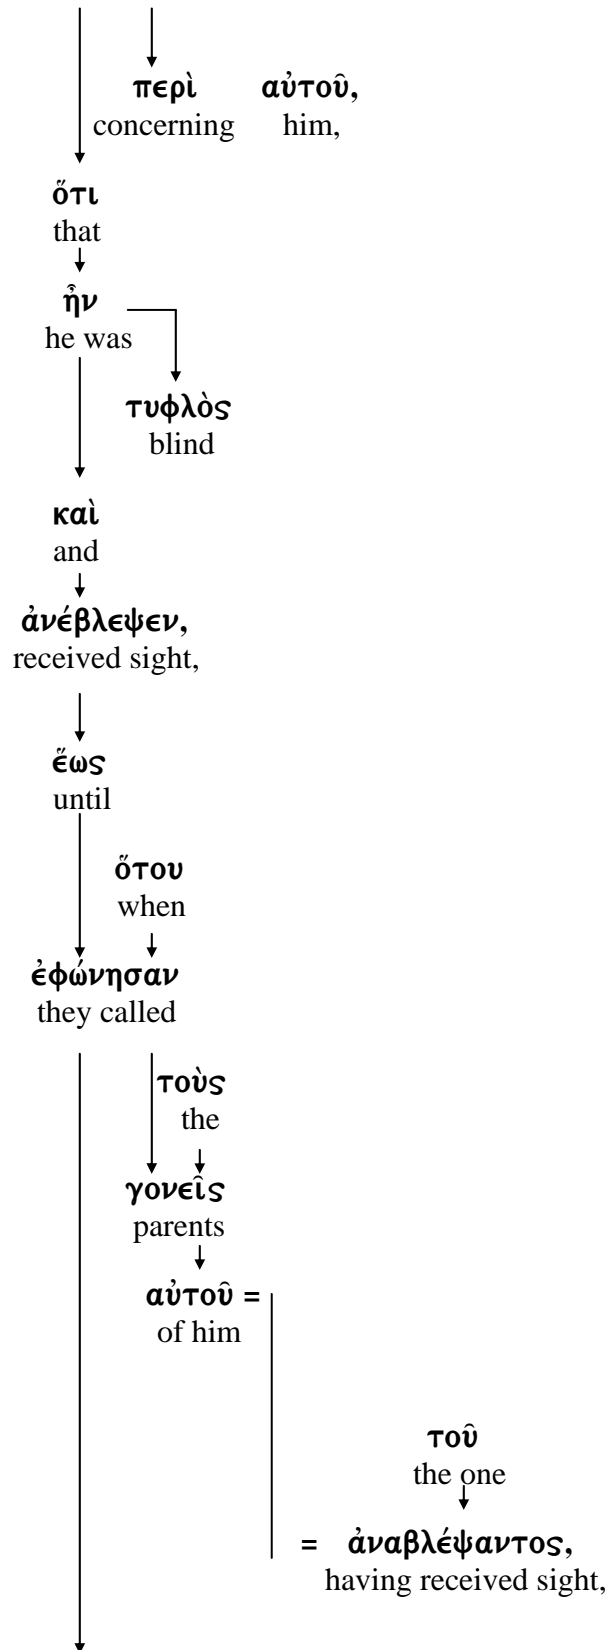 περὶ αὐτοῦ,
concerning him,
ὅτι
that
ἦν
he was
τυφλὸς
blind
καὶ
and
ἀνέβλεψεν,
received sight,
ἕως
until
ὅτου
when
ἐφώνησαν
they called
τοὺς
the
γονεῖς
parents
αὐτοῦ =
of him
τοῦ
the one
= ἀναβλέψαντος,
having received sight,